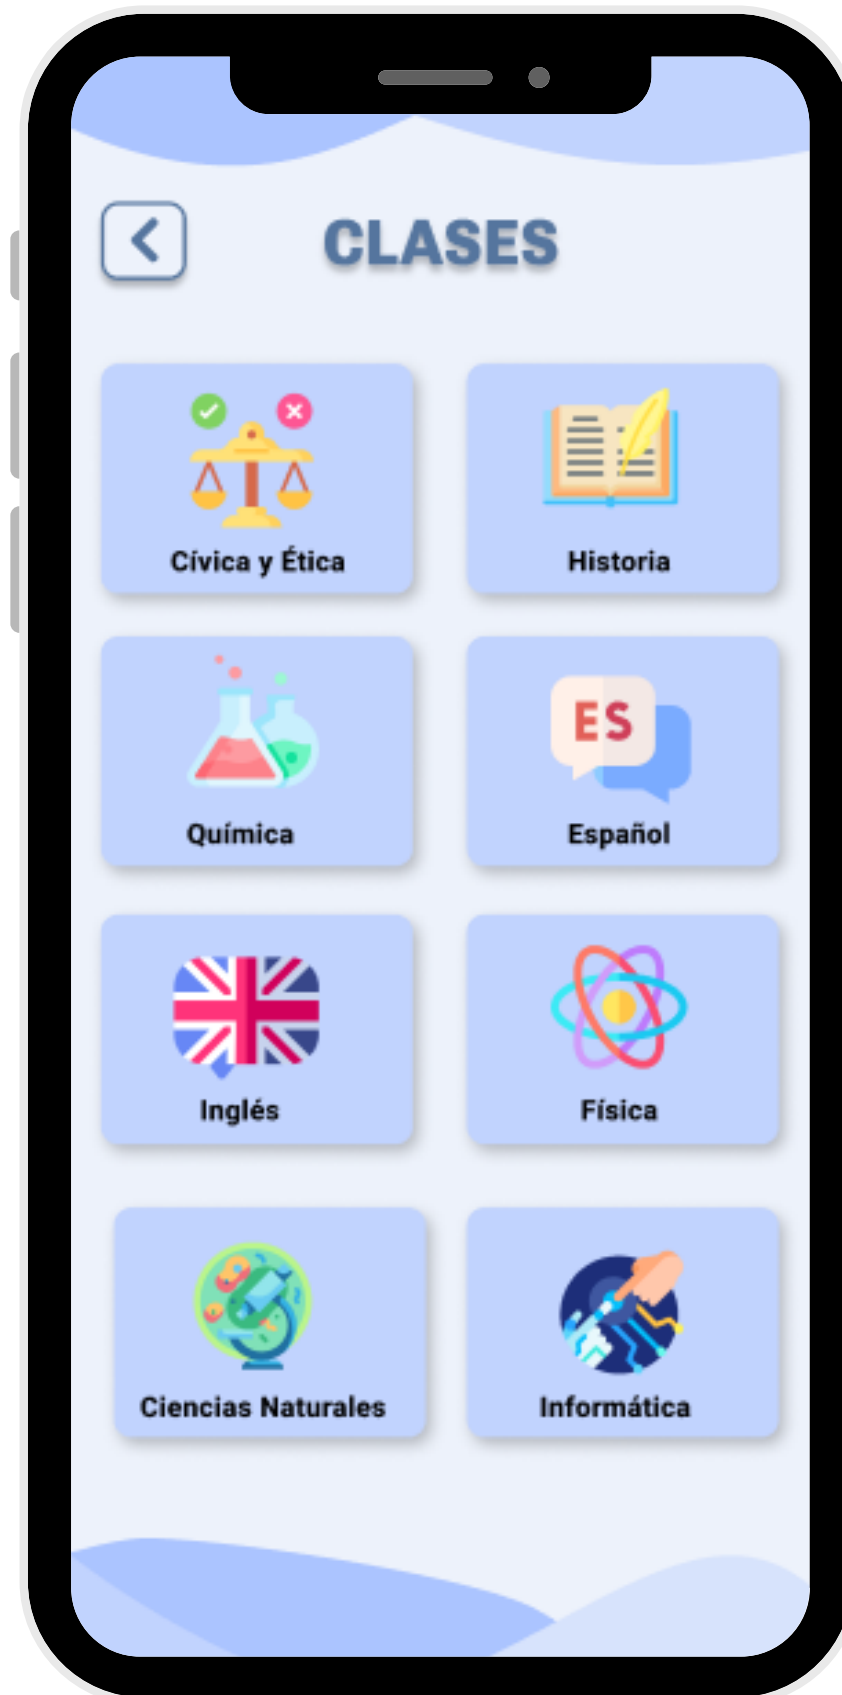 CLASES
Cívica y Ética
Historia
Química
ES
Español
Inglés
Física
Ciencias Naturales
Informática